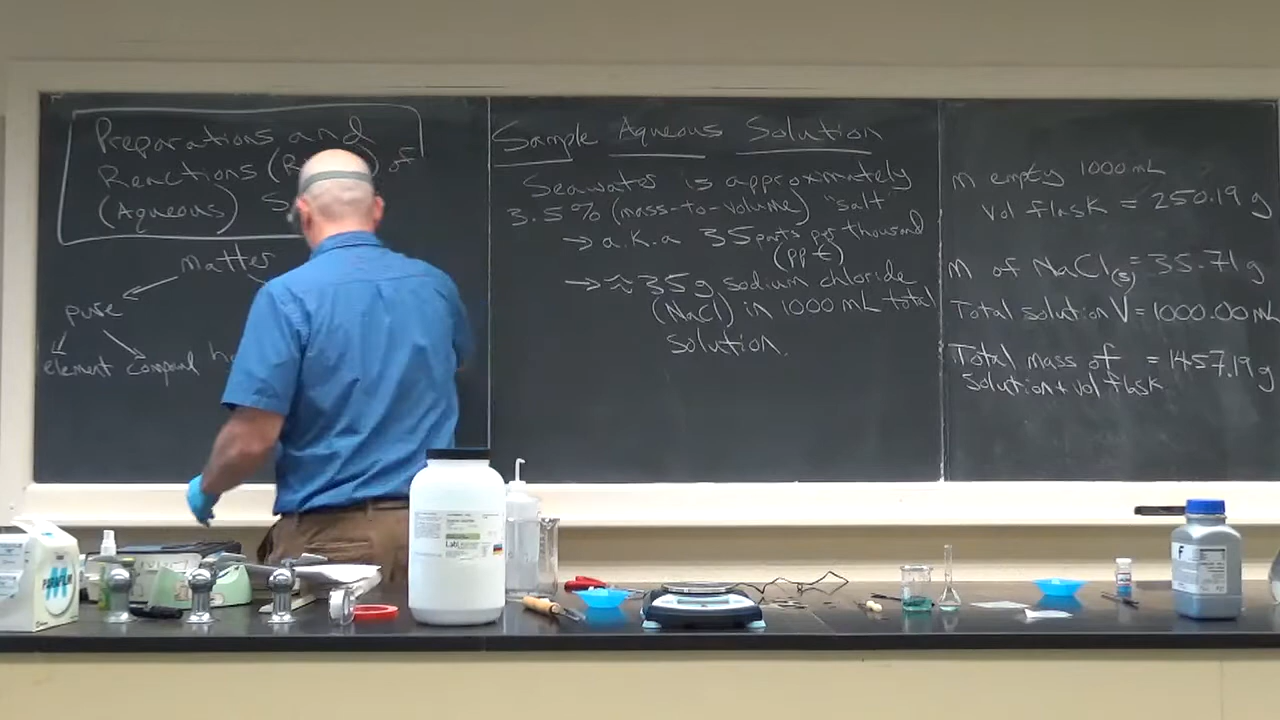 Preparations and
Reactions (R) of
(Aqueous) S
matter
pure
element compound
Sample Aqueous Solution
Seawater is approximately
3.5% (mass-to-volume) "salt"
→ a.k.a 35 parts per thousand
(ppt)
→ ≈ 35 g sodium chloride
(NaCl) in 1000 mL total
solution.
m empty 1000 mL
vol flask = 250.19 g
m of NaCl(s) = 35.71 g
Total solution V = 1000.00 mL
Total mass of = 1457.19 g
solution + vol flask
PARAFILM
M